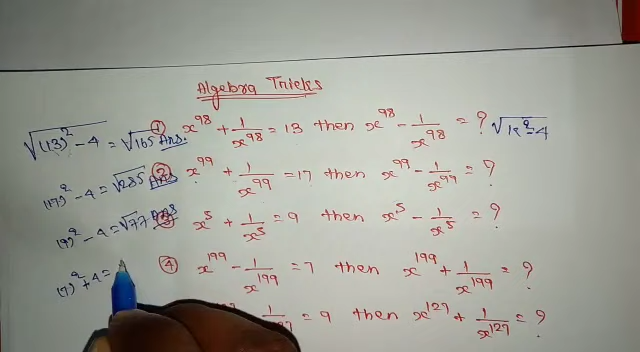 Algebra Tricks
√((13)² - 4) = √165 Ans. ① x⁹⁸ + 1/x⁹⁸ = 13 then x⁹⁸ - 1/x⁹⁸ = ? √(13² - 4)
(17)² - 4 = √285 Ans ② x⁹⁹ + 1/x⁹⁹ = 17 then x⁹⁹ - 1/x⁹⁹ = ?
(9)² - 4 = √77 Ans ③ x⁵ + 1/x⁵ = 9 then x⁵ - 1/x⁵ = ?
(7)² + 4 = ④ x¹⁹⁹ - 1/x¹⁹⁹ = 7 x¹⁹⁹ + 1/x¹⁹⁹ = ?
= 9 then x¹²⁷ + 1/x¹²⁷ = ?